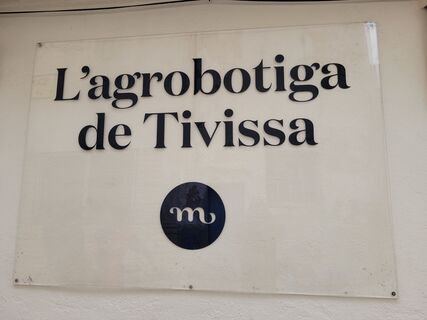 L'agrobotiga
de Tivissa
m